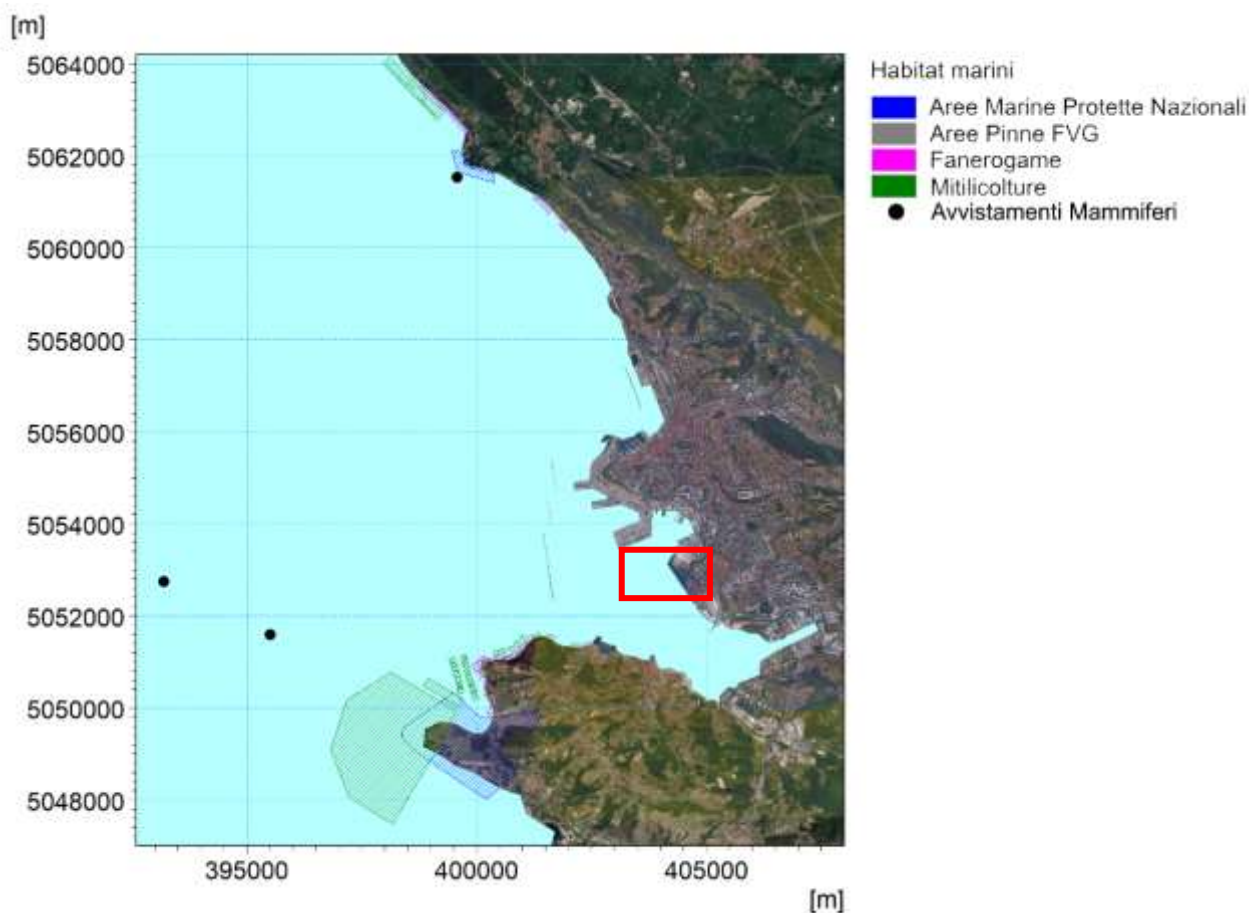 [m]
5064000
5062000
5060000
5058000
5056000
5054000
5052000
5050000
5048000
395000
400000
405000
[m]
Habitat marini
Aree Marine Protette Nazionali
Aree Pinne FVG
Fanerogame
Mitilicolture
Avvistamenti Mammiferi